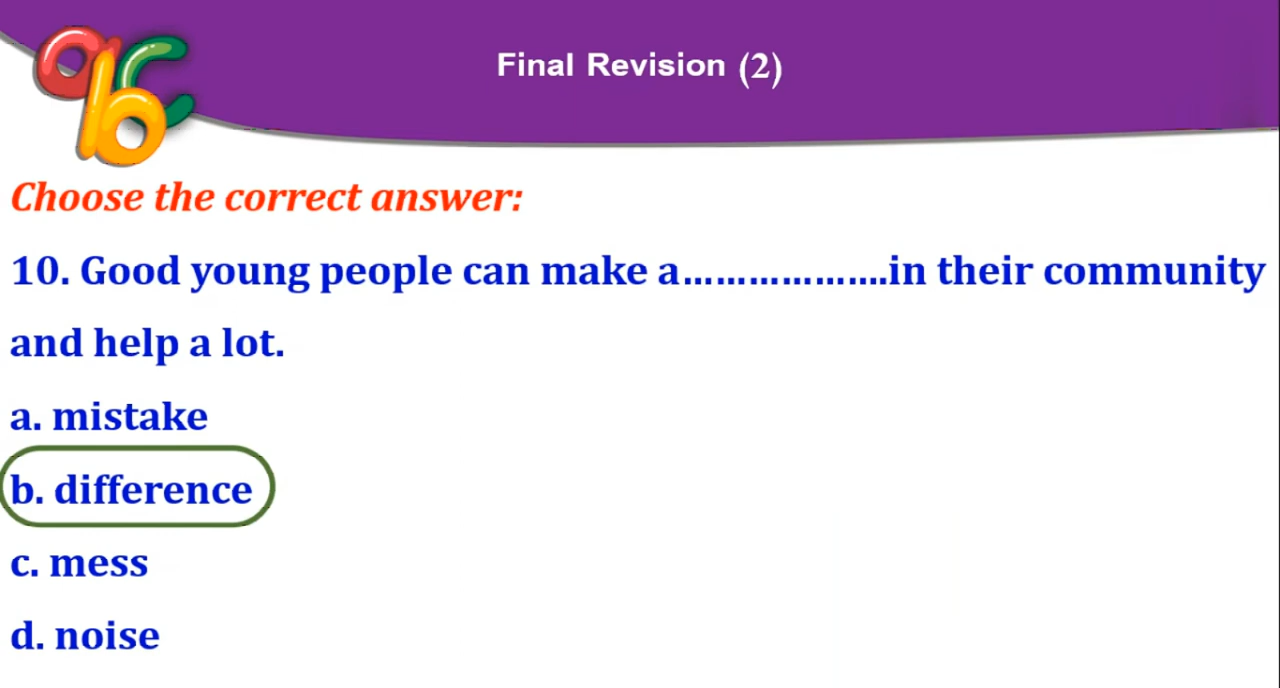 abc
Final Revision (2)
Choose the correct answer:
10. Good young people can make a....................in their community
and help a lot.
a. mistake
b. difference
c. mess
d. noise